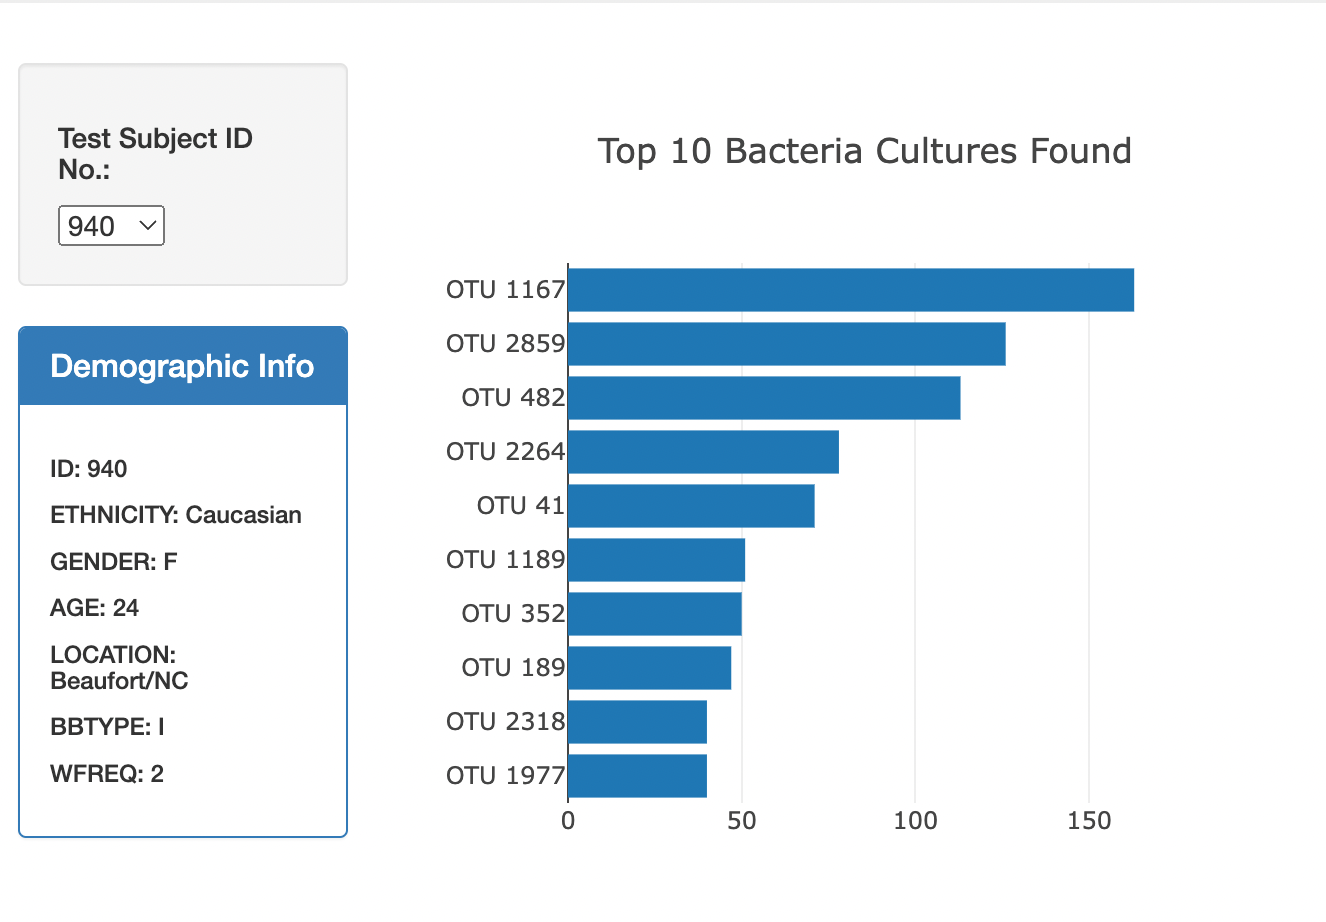 Test Subject ID
No.:
940
Demographic Info
ID: 940
ETHNICITY: Caucasian
GENDER: F
AGE: 24
LOCATION:
Beaufort/NC
BBTYPE: I
WFREQ: 2
Top 10 Bacteria Cultures Found
OTU 1167
OTU 2859
OTU 482
OTU 2264
OTU 41
OTU 1189
OTU 352
OTU 189
OTU 2318
OTU 1977
0 50 100 150